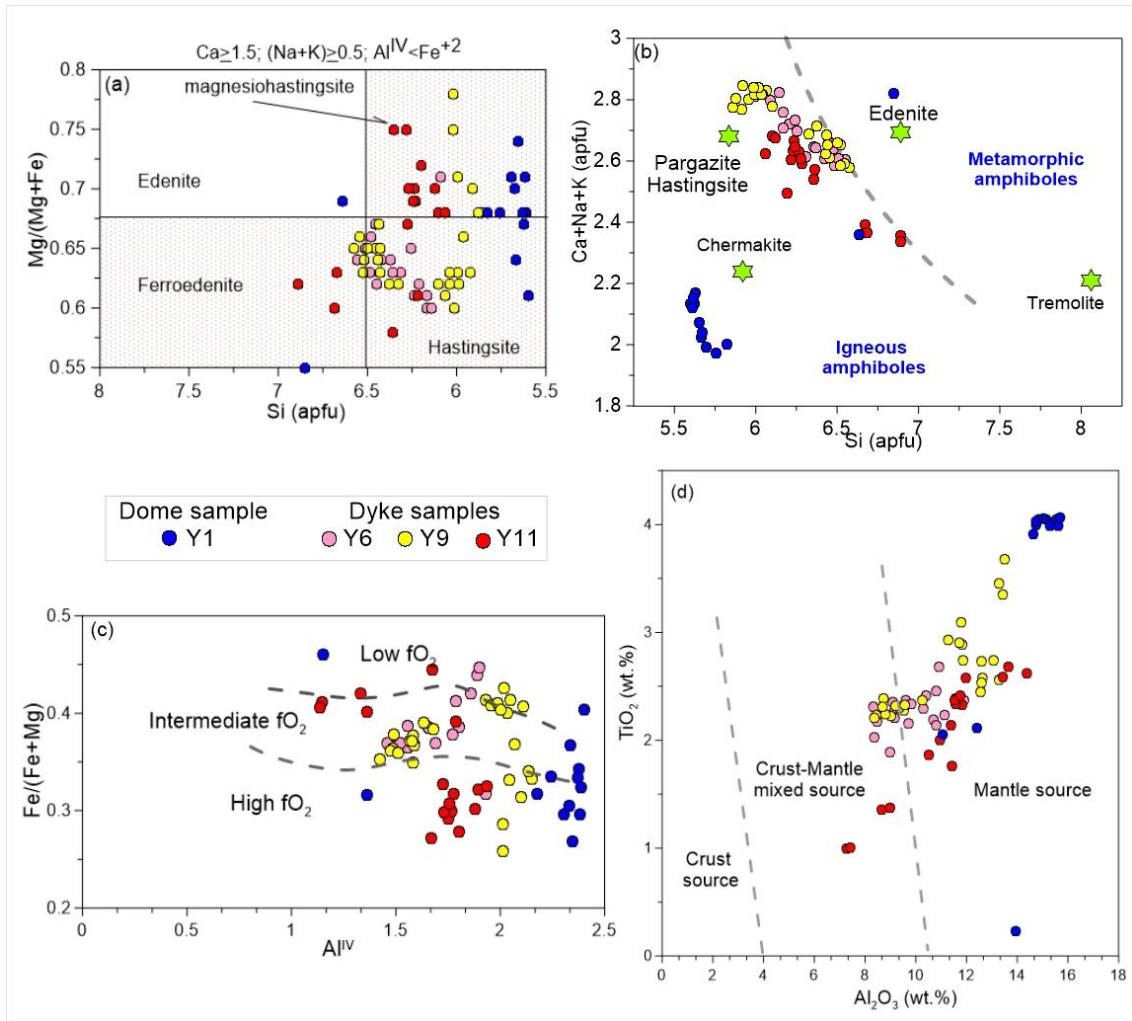 Ca≥1.5; (Na+K)≥0.5; Al^IV<Fe^+2
(a)
magnesiohastingsite
Edenite
Ferroedenite
Hastingsite
Mg/(Mg+Fe)
0.8
0.75
0.7
0.65
0.6
0.55
8
7
6.5
6
5.5
Si (apfu)
(b)
Edenite
Pargazite
Hastingsite
Metamorphic
amphiboles
Chermakite
Tremolite
Igneous
amphiboles
Ca+Na+K (apfu)
3
2.8
2.6
2.4
2.2
2
1.8
5.5
6
6.5
7
7.5
8
Si (apfu)
Dome sample
Dyke samples
Y1
Y6
Y9
Y11
(c)
Low fO₂
Intermediate fO₂
High fO₂
Fe/(Fe+Mg)
0.5
0.4
0.3
0.2
0
0.5
1
1.5
2
2.5
Al^IV
(d)
Crust-Mantle
mixed source
Mantle source
Crust
source
TiO₂ (wt.%)
4
3
2
1
0
0
2
4
6
8
10
12
14
16
18
Al₂O₃ (wt.%)